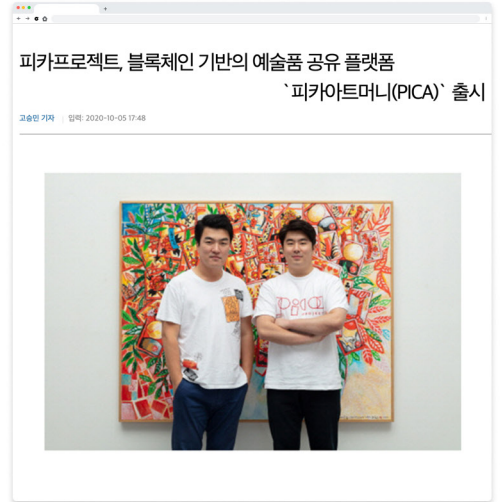 피카프로젝트, 블록체인 기반의 예술품 공유 플랫폼
`피카아트머니(PICA)` 출시
고승민 기자 | 입력: 2020-10-05 17:48
pica